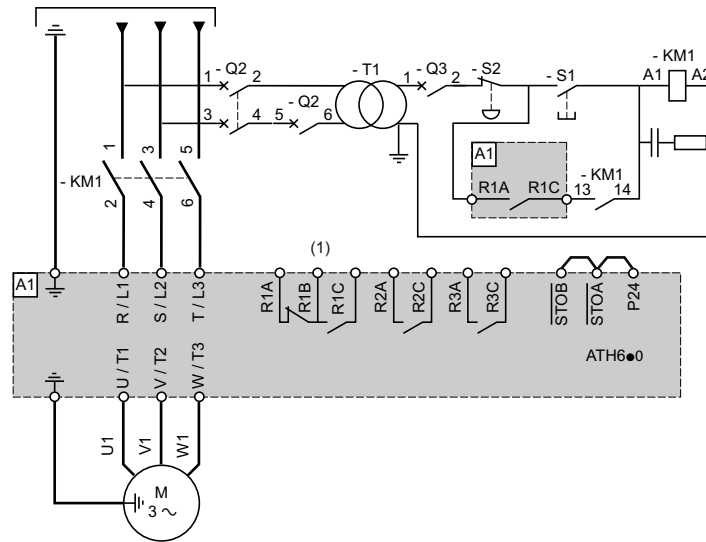 1 - Q2 2
3 4 5 - Q2 6
- T1
1 - Q3 2
- S2
- S1
- KM1
A1 A2
A1
R1A R1C
- KM1
13 14
1 3 5
- KM1
2 4 6
(1)
A1
R / L1
S / L2
T / L3
R1A
R1B
R1C
R2A
R2C
R3A
R3C
STOB
STOA
P24
ATH6●0
U / T1
V / T2
W / T3
U1
V1
W1
M
3 ~